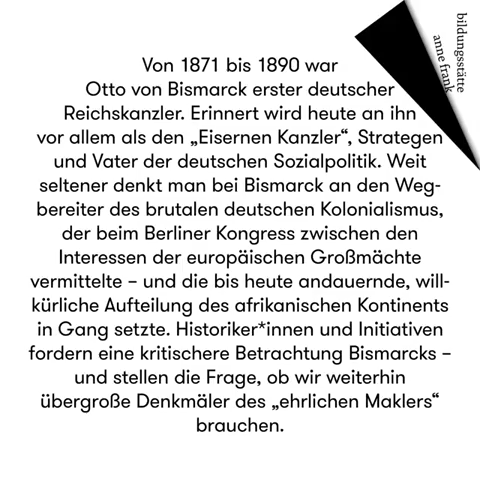 bildungsstätte
anne frank
Von 1871 bis 1890 war
Otto von Bismarck erster deutscher
Reichskanzler. Erinnert wird heute an ihn
vor allem als den „Eisernen Kanzler“, Strategen
und Vater der deutschen Sozialpolitik. Weit
seltener denkt man bei Bismarck an den Weg-
bereiter des brutalen deutschen Kolonialismus,
der beim Berliner Kongress zwischen den
Interessen der europäischen Großmächte
vermittelte – und die bis heute andauernde, will-
kürliche Aufteilung des afrikanischen Kontinents
in Gang setzte. Historiker*innen und Initiativen
fordern eine kritischere Betrachtung Bismarcks –
und stellen die Frage, ob wir weiterhin
übergroße Denkmäler des „ehrlichen Maklers“
brauchen.